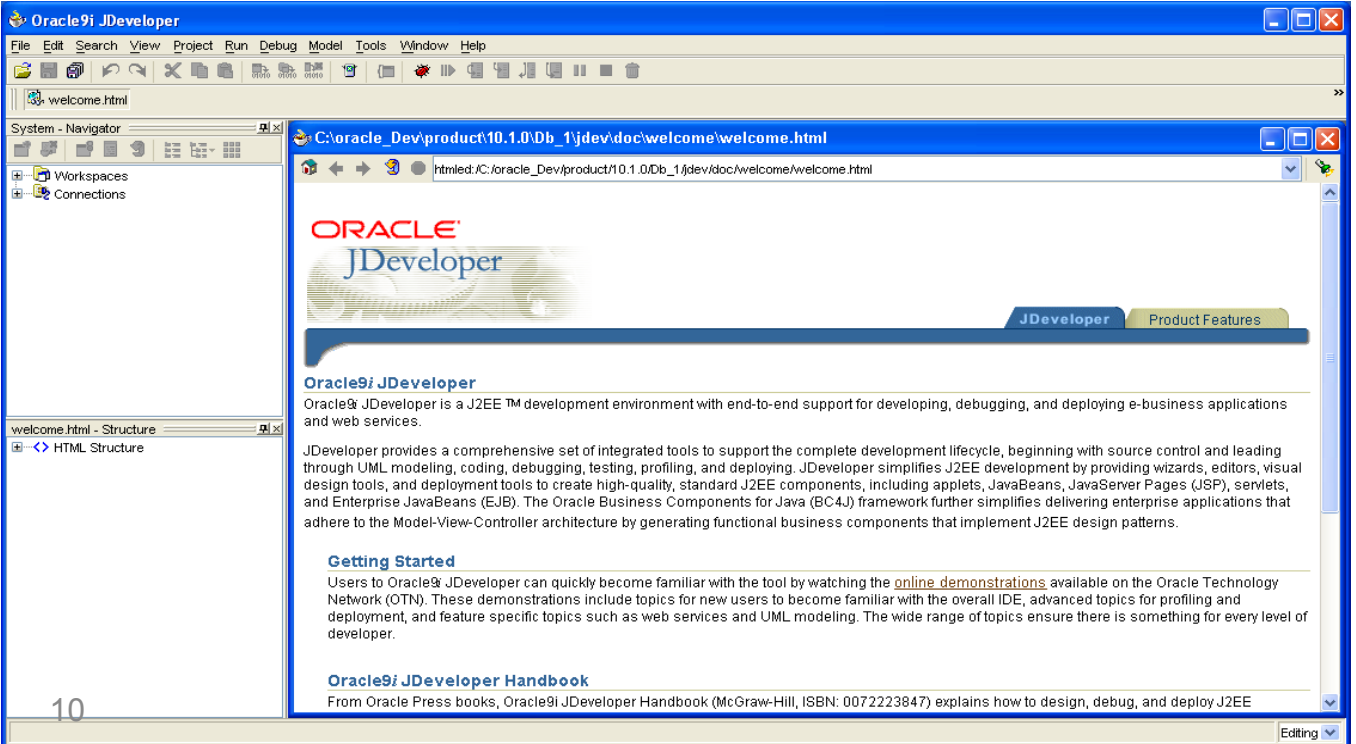 Oracle9i JDeveloper
File Edit Search View Project Run Debug Model Tools Window Help
welcome.html
System - Navigator
Workspaces
Connections
welcome.html - Structure
HTML Structure
C:\oracle_Dev\product\10.1.0\Db_1\jdev\doc\welcome\welcome.html
htmled:/C:/oracle_Dev/product/10.1.0/Db_1/jdev/doc/welcome/welcome.html
ORACLE
JDeveloper
JDeveloper Product Features
Oracle9i JDeveloper
Oracle9i JDeveloper is a J2EE ™ development environment with end-to-end support for developing, debugging, and deploying e-business applications
and web services.
JDeveloper provides a comprehensive set of integrated tools to support the complete development lifecycle, beginning with source control and leading
through UML modeling, coding, debugging, testing, profiling, and deploying. JDeveloper simplifies J2EE development by providing wizards, editors, visual
design tools, and deployment tools to create high-quality, standard J2EE components, including applets, JavaBeans, JavaServer Pages (JSP), servlets,
and Enterprise JavaBeans (EJB). The Oracle Business Components for Java (BC4J) framework further simplifies delivering enterprise applications that
adhere to the Model-View-Controller architecture by generating functional business components that implement J2EE design patterns.
Getting Started
Users to Oracle9i JDeveloper can quickly become familiar with the tool by watching the online demonstrations available on the Oracle Technology
Network (OTN). These demonstrations include topics for new users to become familiar with the overall IDE, advanced topics for profiling and
deployment, and feature specific topics such as web services and UML modeling. The wide range of topics ensure there is something for every level of
developer.
Oracle9i JDeveloper Handbook
From Oracle Press books, Oracle9i JDeveloper Handbook (McGraw-Hill, ISBN: 0072223847) explains how to design, debug, and deploy J2EE
10
Editing